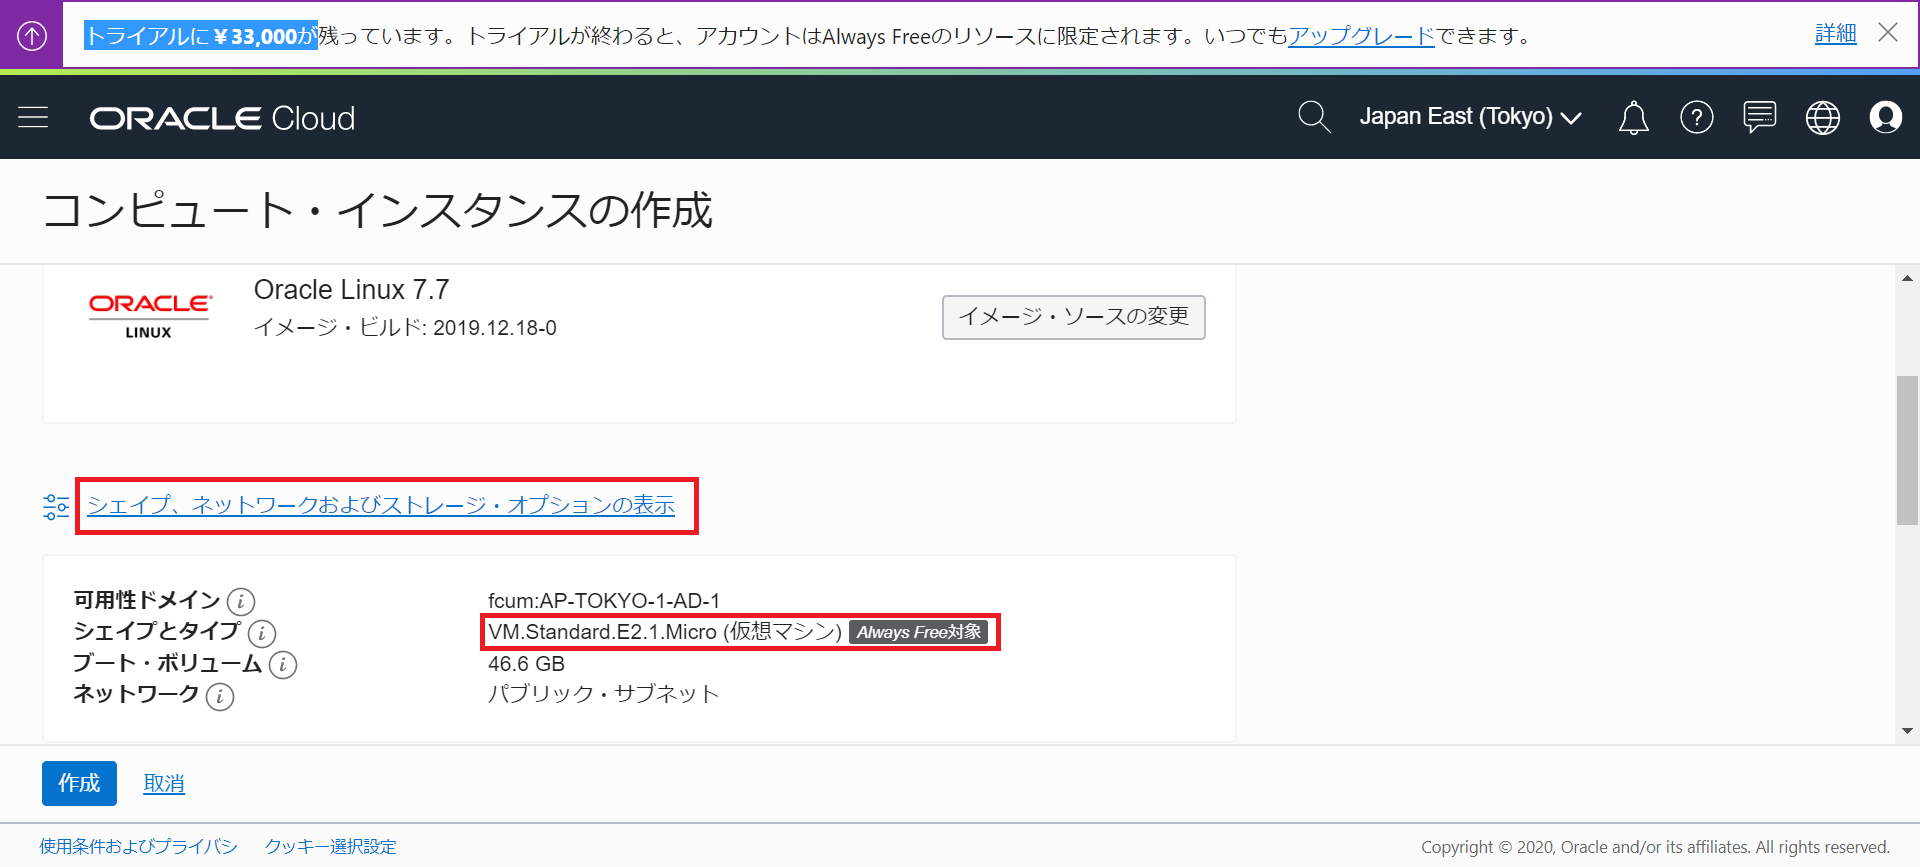 トライアルに¥33,000が残っています。トライアルが終わると、アカウントはAlways Freeのリソースに限定されます。いつでもアップグレードできます。 詳細
ORACLE Cloud Japan East (Tokyo)
コンピュート・インスタンスの作成
ORACLE LINUX
Oracle Linux 7.7
イメージ・ビルド: 2019.12.18-0
イメージ・ソースの変更
シェイプ、ネットワークおよびストレージ・オプションの表示
可用性ドメイン fcum:AP-TOKYO-1-AD-1
シェイプとタイプ VM.Standard.E2.1.Micro (仮想マシン) Always Free対象
ブート・ボリューム 46.6 GB
ネットワーク パブリック・サブネット
作成 取消
使用条件およびプライバシ クッキー選択設定 Copyright © 2020, Oracle and/or its affiliates. All rights reserved.